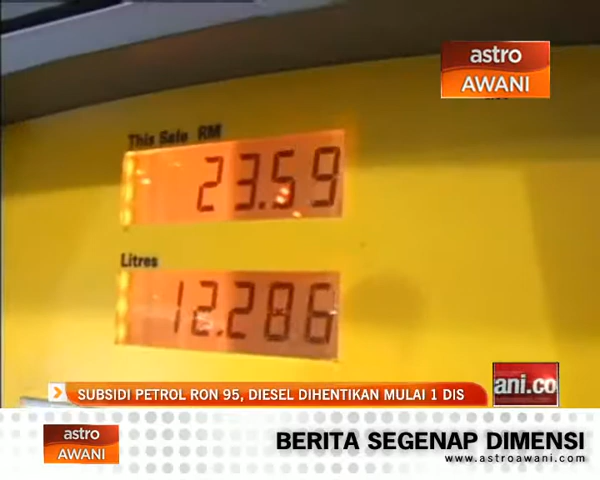 astro
AWANI
This Sale RM
23.59
Litres
12.286
SUBSIDI PETROL RON 95, DIESEL DIHENTIKAN MULAI 1 DIS
ani.co
astro
AWANI
BERITA SEGENAP DIMENSI
www.astroawani.com